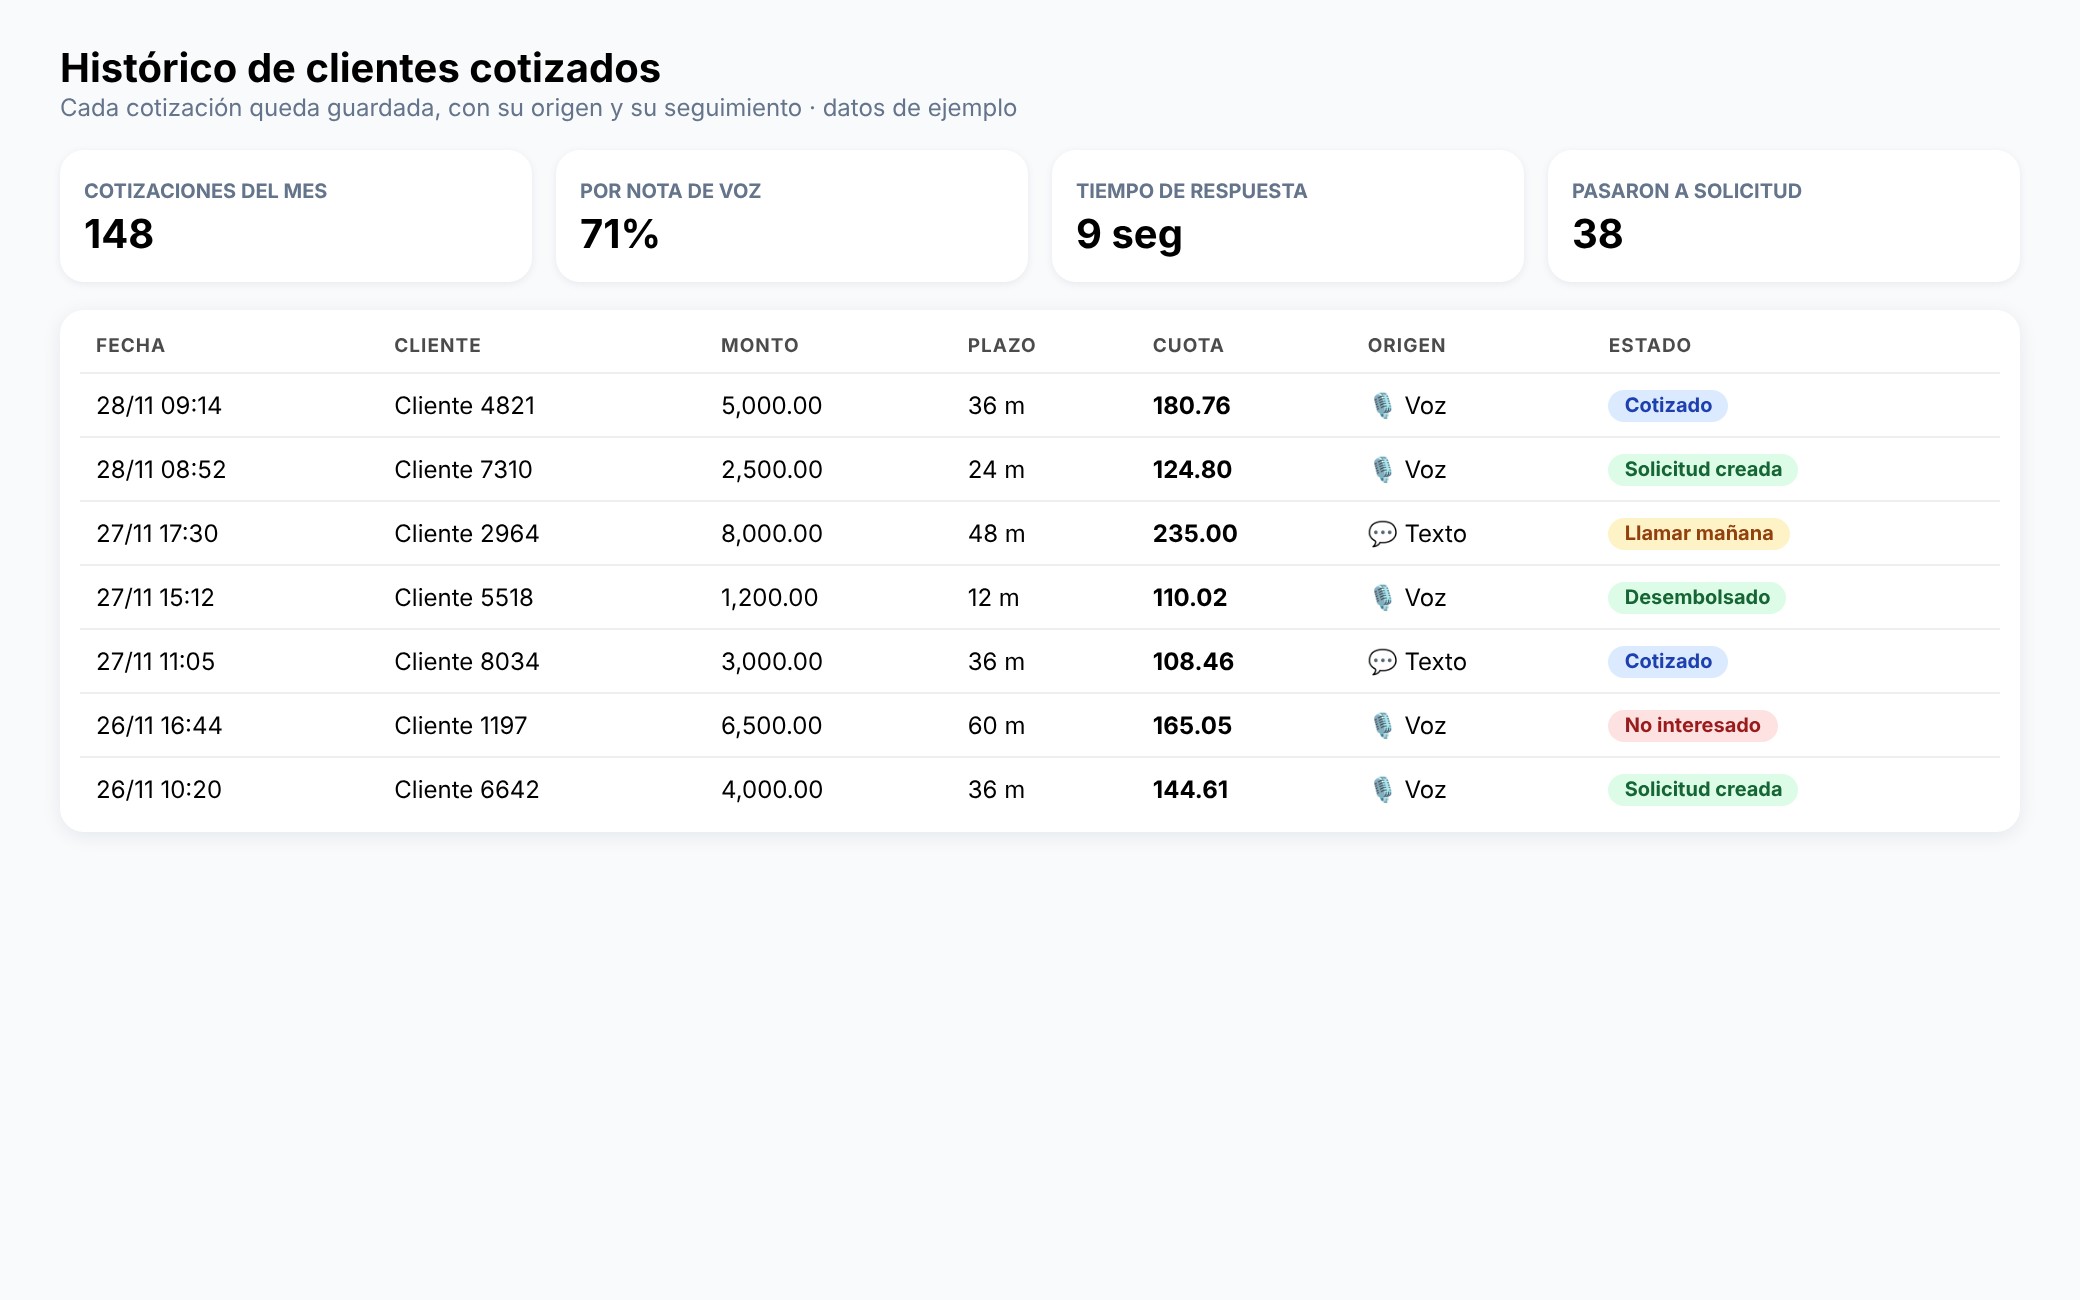 Histórico de clientes cotizados
Cada cotización queda guardada, con su origen y su seguimiento · datos de ejemplo
COTIZACIONES DEL MES
148
POR NOTA DE VOZ
71%
TIEMPO DE RESPUESTA
9 seg
PASARON A SOLICITUD
38
FECHA CLIENTE MONTO PLAZO CUOTA ORIGEN ESTADO
28/11 09:14 Cliente 4821 5,000.00 36 m 180.76 🎙️ Voz Cotizado
28/11 08:52 Cliente 7310 2,500.00 24 m 124.80 🎙️ Voz Solicitud creada
27/11 17:30 Cliente 2964 8,000.00 48 m 235.00 💬 Texto Llamar mañana
27/11 15:12 Cliente 5518 1,200.00 12 m 110.02 🎙️ Voz Desembolsado
27/11 11:05 Cliente 8034 3,000.00 36 m 108.46 💬 Texto Cotizado
26/11 16:44 Cliente 1197 6,500.00 60 m 165.05 🎙️ Voz No interesado
26/11 10:20 Cliente 6642 4,000.00 36 m 144.61 🎙️ Voz Solicitud creada